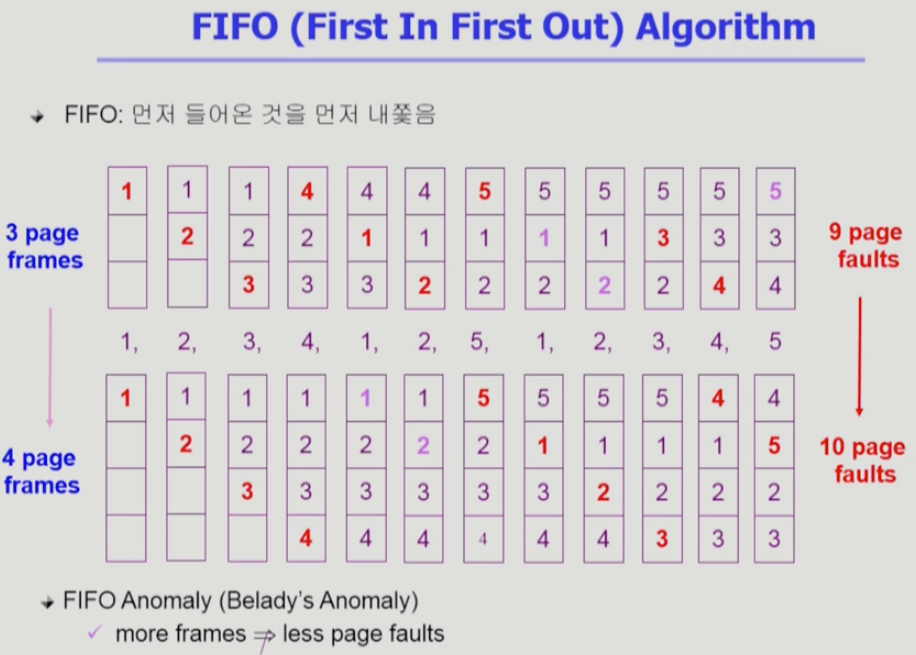 FIFO (First In First Out) Algorithm
FIFO: 먼저 들어온 것을 먼저 내쫓음
1 1 1 4 4 4 5 5 5 5 5 5
3 page
frames
2 2 2 1 1 1 1 1 3 3 3
9 page
faults
3 3 3 2 2 2 2 2 4 4
1, 2, 3, 4, 1, 2, 5, 1, 2, 3, 4, 5
1 1 1 1 1 1 5 5 5 5 4 4
4 page
frames
2 2 2 2 2 2 1 1 1 1 5
10 page
faults
3 3 3 3 3 3 2 2 2 2
4 4 4 4 4 4 3 3 3
FIFO Anomaly (Belady's Anomaly)
more frames ⇏ less page faults